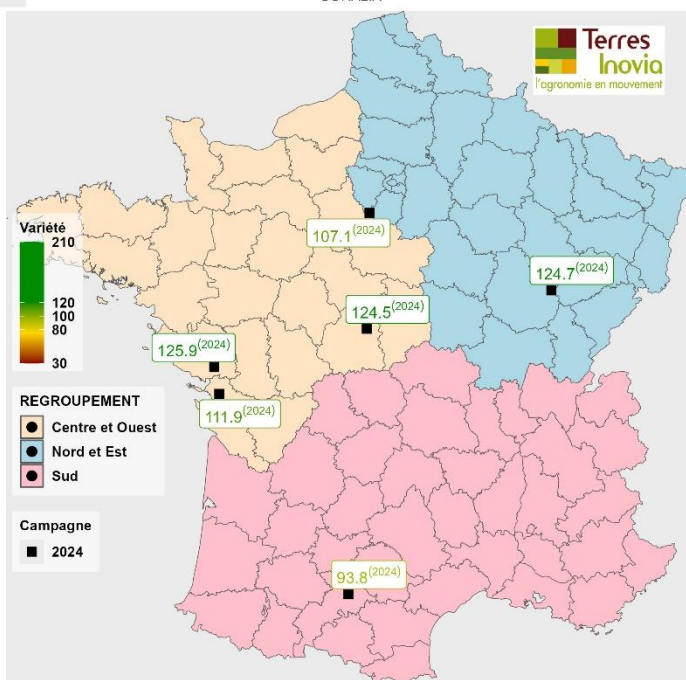 Terres
Inovia
l'agronomie en mouvement
107.1(2024)
124.7(2024)
124.5(2024)
125.9(2024)
111.9(2024)
93.8(2024)
Variété
210
120
100
80
30
REGROUPEMENT
Centre et Ouest
Nord et Est
Sud
Campagne
2024